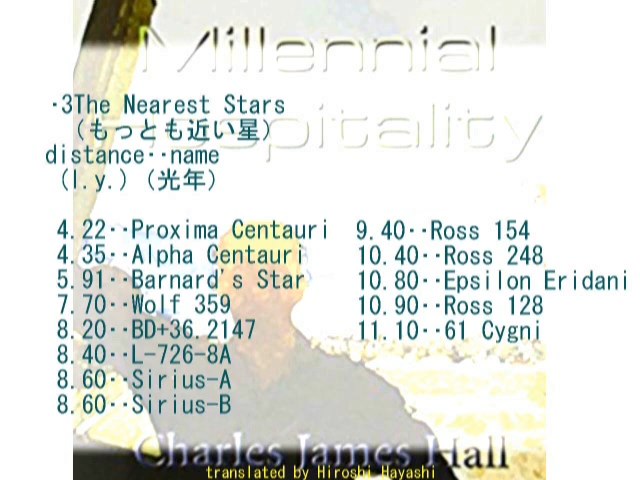 Millennial
Hospitality
·3The Nearest Stars
(もっとも近い星)
distance··name
(l.y.)(光年)
4.22··Proxima Centauri
4.35··Alpha Centauri
5.91··Barnard's Star
7.70··Wolf 359
8.20··BD+36.2147
8.40··L-726-8A
8.60··Sirius-A
8.60··Sirius-B
9.40··Ross 154
10.40··Ross 248
10.80··Epsilon Eridani
10.90··Ross 128
11.10··61 Cygni
Charles James Hall
translated by Hiroshi Hayashi